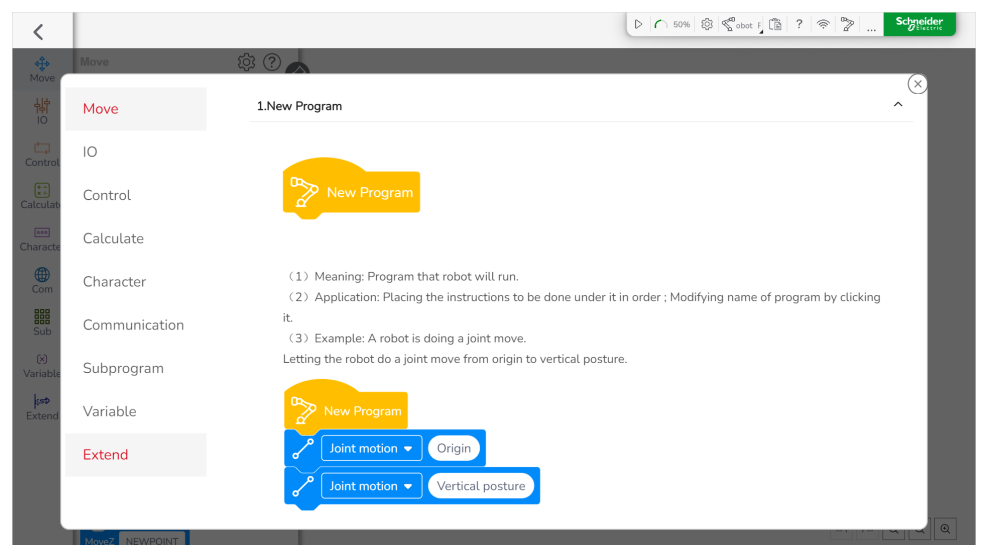 50%
obot F
?
...
Schneider
Electric
Move
Move
IO
Control
Calculat
Characte
Com
Sub
Variable
Extend
Move
IO
Control
Calculate
Character
Communication
Subprogram
Variable
Extend
1.New Program
New Program
（1）Meaning: Program that robot will run.
（2）Application: Placing the instructions to be done under it in order ; Modifying name of program by clicking
it.
（3）Example: A robot is doing a joint move.
Letting the robot do a joint move from origin to vertical posture.
New Program
Joint motion Origin
Joint motion Vertical posture
MoveZ NEWPOINT